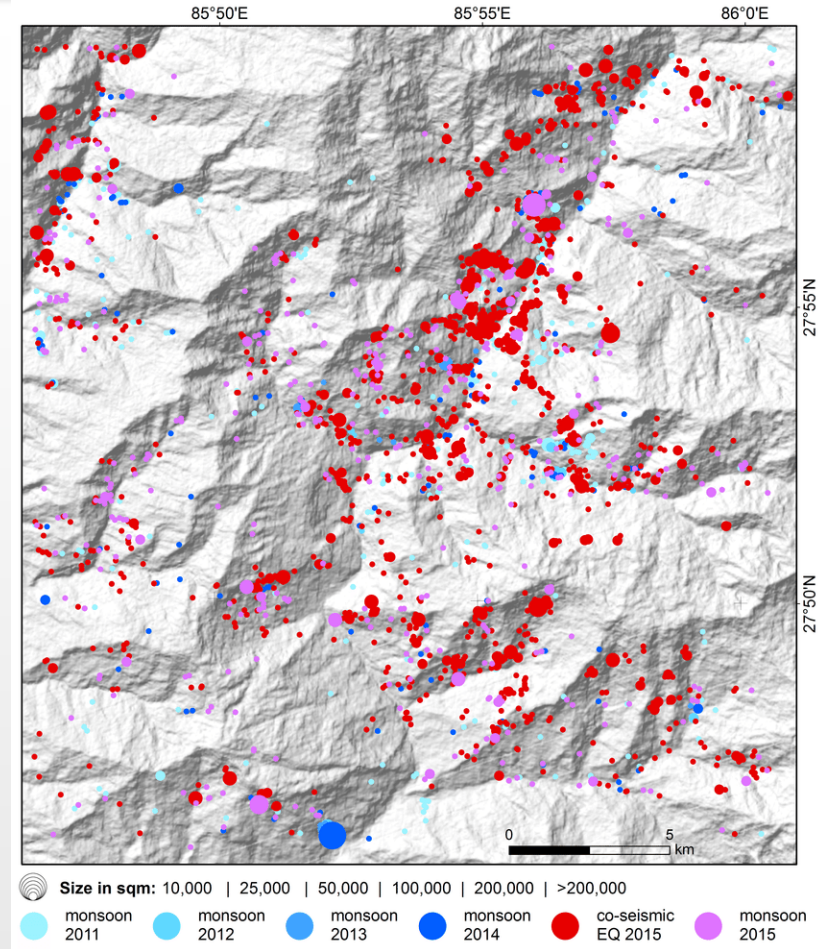 85°50'E 85°55'E 86°0'E
27°55'N
27°50'N
0 5
km
Size in sqm: 10,000 | 25,000 | 50,000 | 100,000 | 200,000 | >200,000
monsoon 2011
monsoon 2012
monsoon 2013
monsoon 2014
co-seismic EQ 2015
monsoon 2015